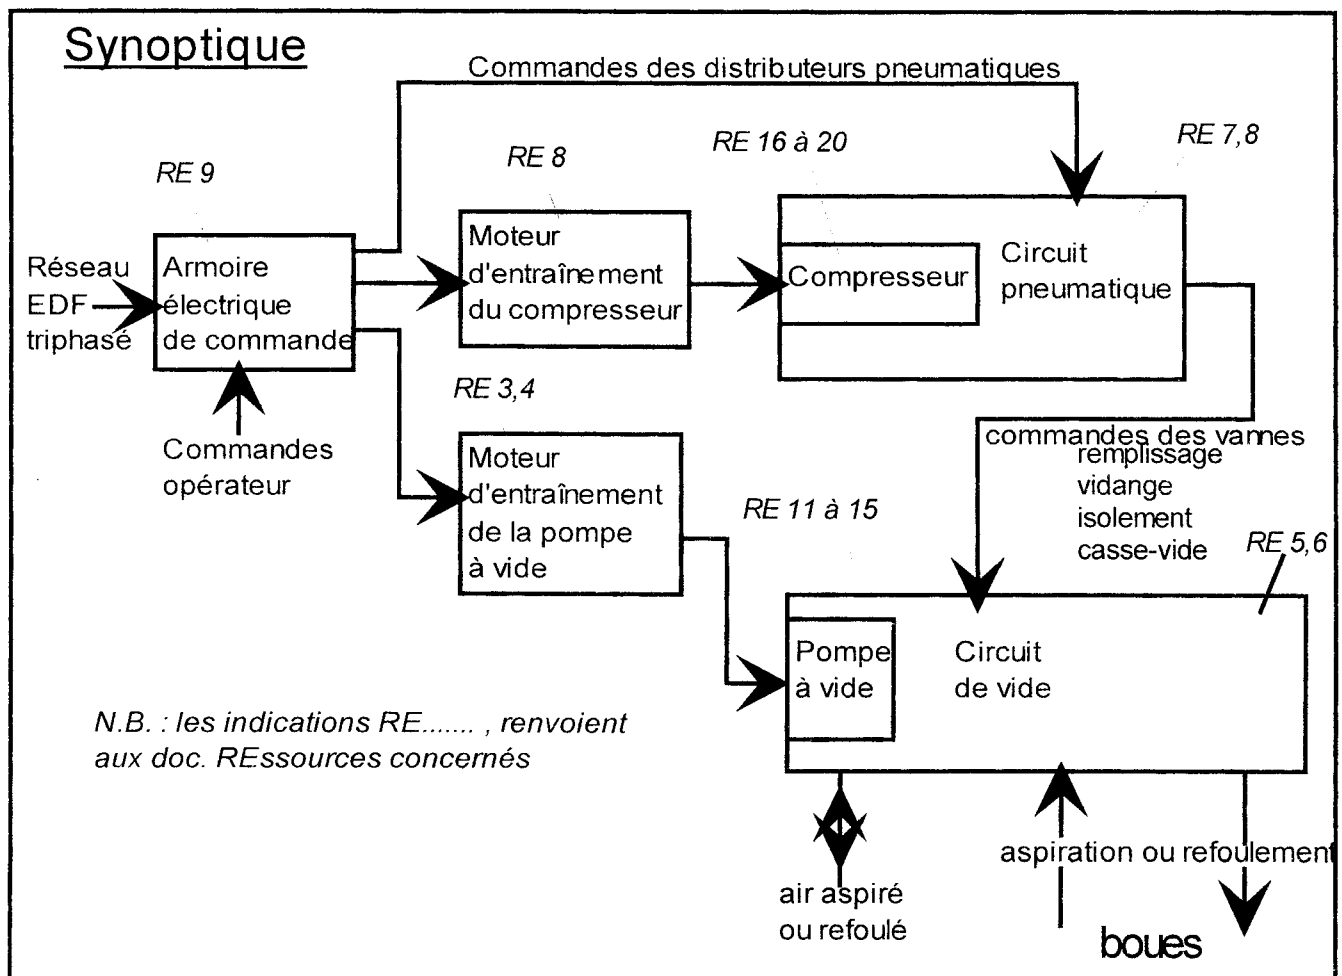 Synoptique
Commandes des distributeurs pneumatiques
RE 9
RE 8
RE 16 à 20
RE 7,8
Réseau
EDF
triphasé
Armoire
électrique
de commande
Moteur
d'entraînement
du compresseur
Compresseur
Circuit
pneumatique
Commandes
opérateur
RE 3,4
Moteur
d'entraînement
de la pompe
à vide
RE 11 à 15
commandes des vannes
remplissage
vidange
isolement
casse-vide
RE 5,6
Pompe
à vide
Circuit
de vide
N.B. : les indications RE....... , renvoient
aux doc. REssources concernés
air aspiré
ou refoulé
aspiration ou refoulement
boues